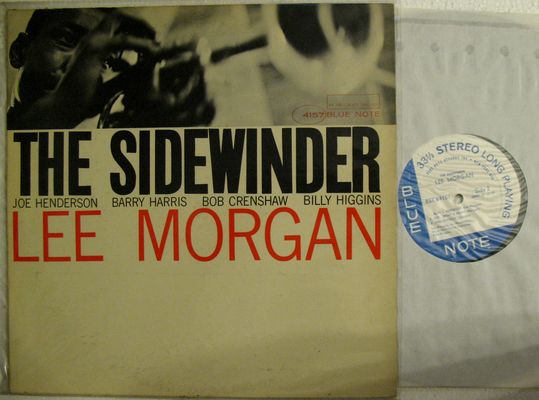 4157 BLUE NOTE
THE SIDEWINDER
JOE HENDERSON BARRY HARRIS BOB CRENSHAW BILLY HIGGINS
LEE MORGAN
33⅓ STEREO LONG PLAYING
LEE MORGAN
BLUE
NOTE